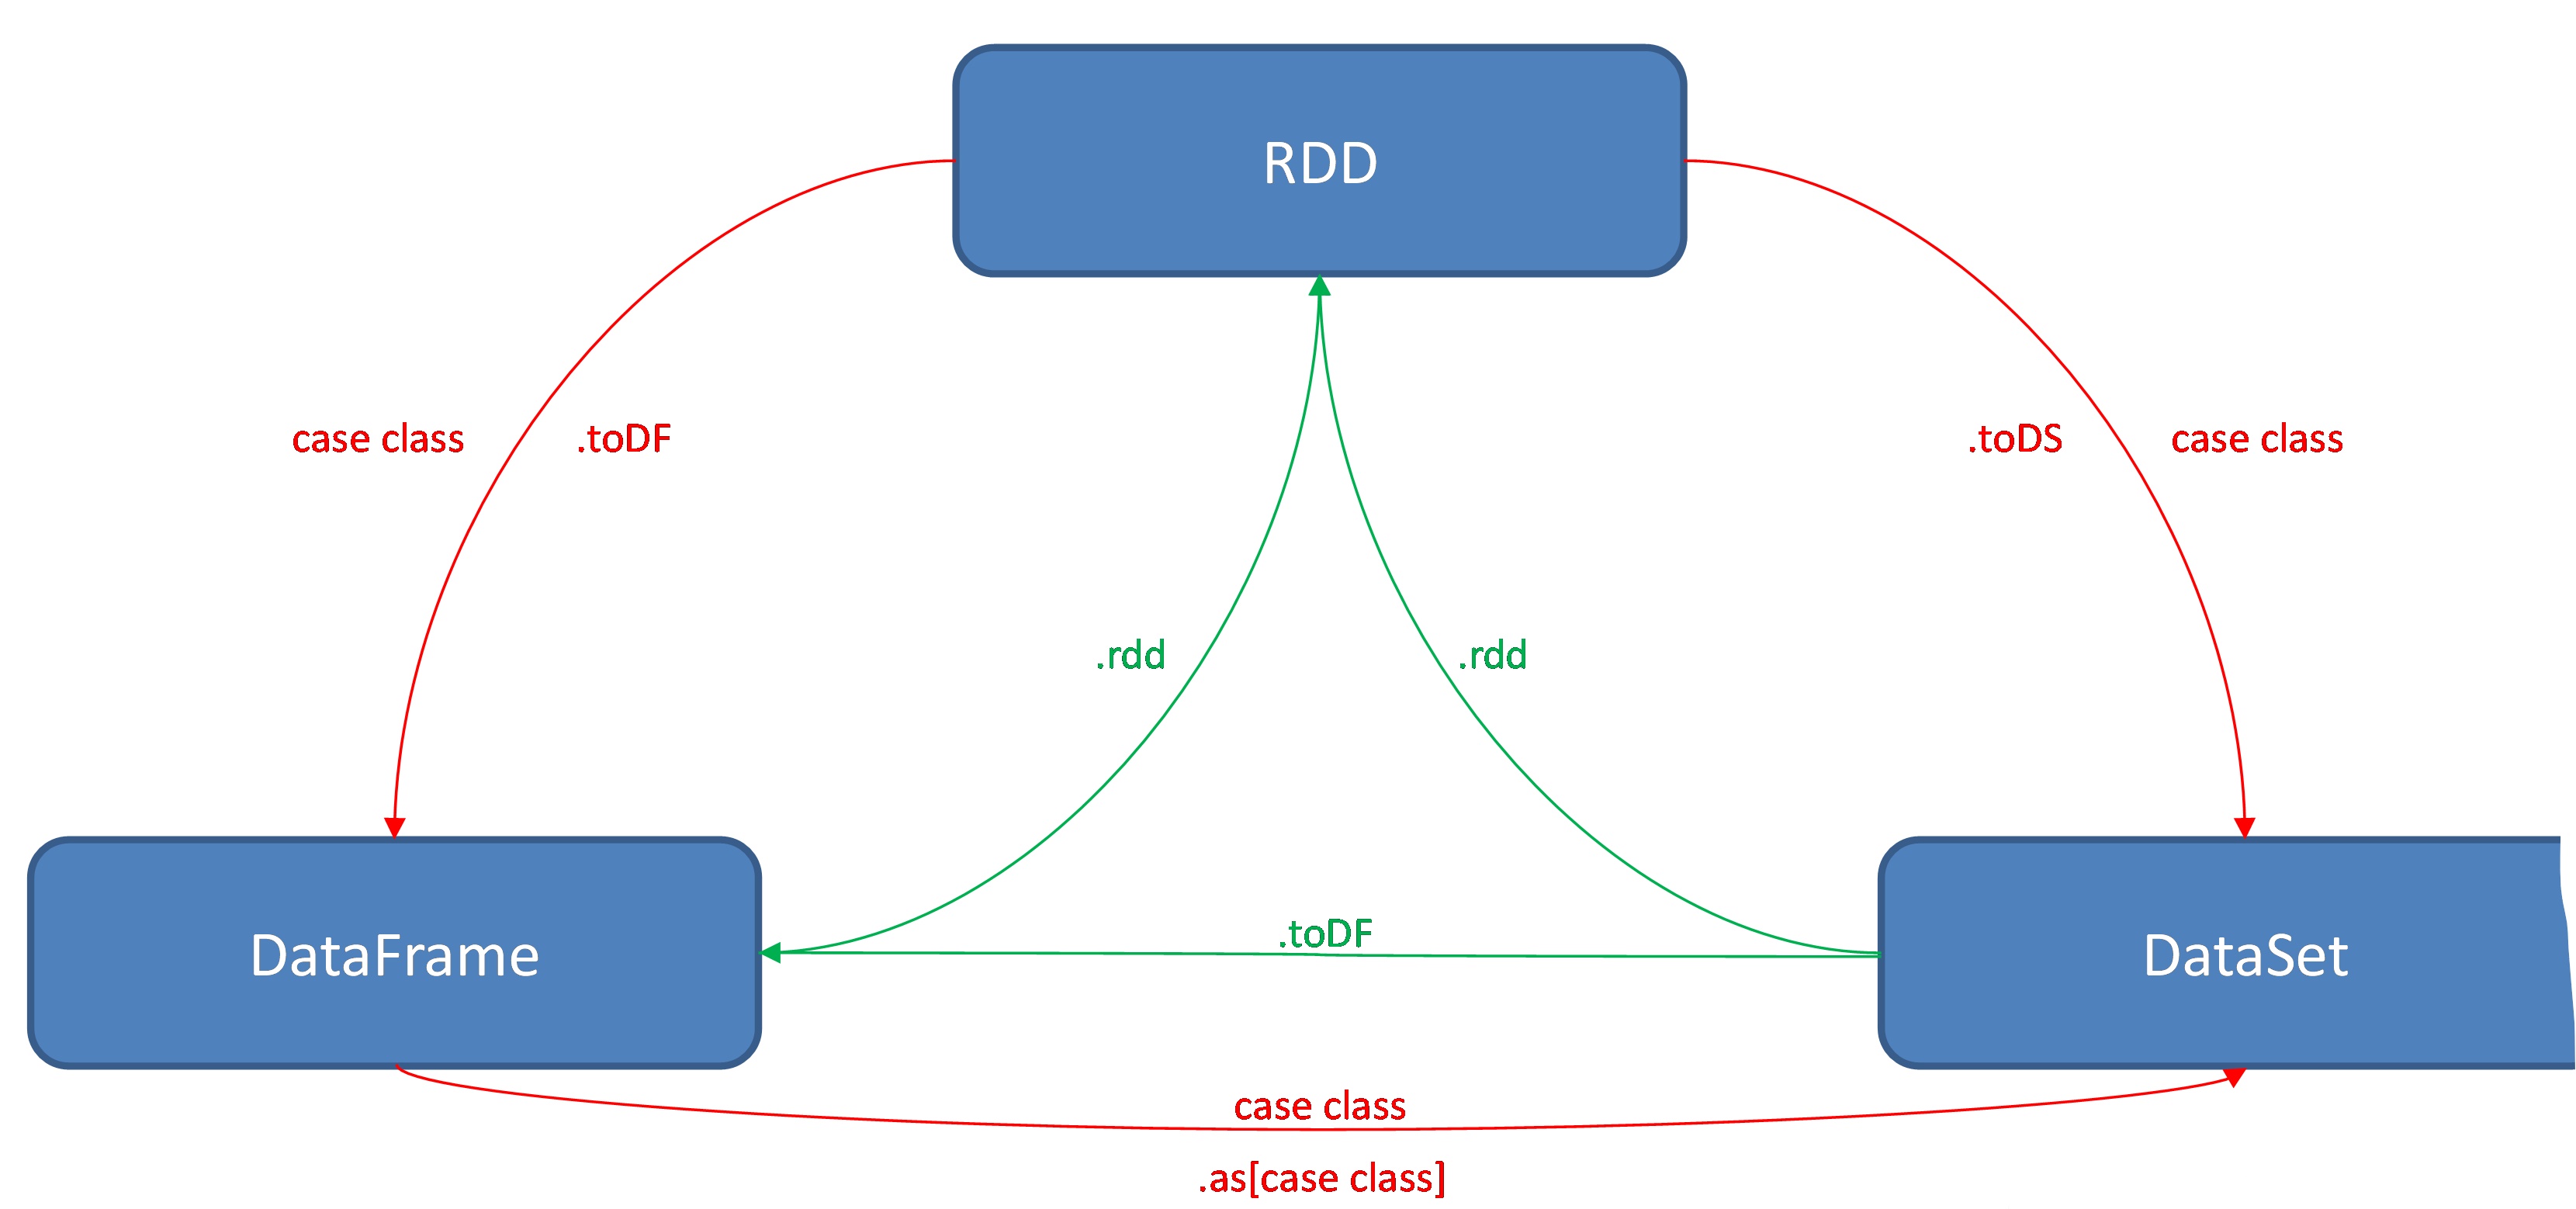 RDD
case class
.toDF
.toDS
case class
.rdd
.rdd
.toDF
DataFrame
DataSet
case class
.as[case class]